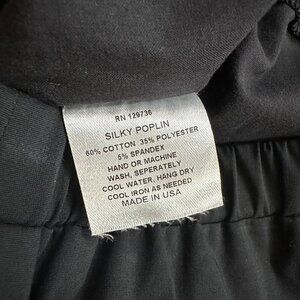 RN 129736
SILKY POPLIN
60% COTTON 35% POLYESTER
5% SPANDEX
HAND OR MACHINE
WASH, SEPERATELY
COOL WATER, HANG DRY
COOL IRON AS NEEDED
MADE IN USA